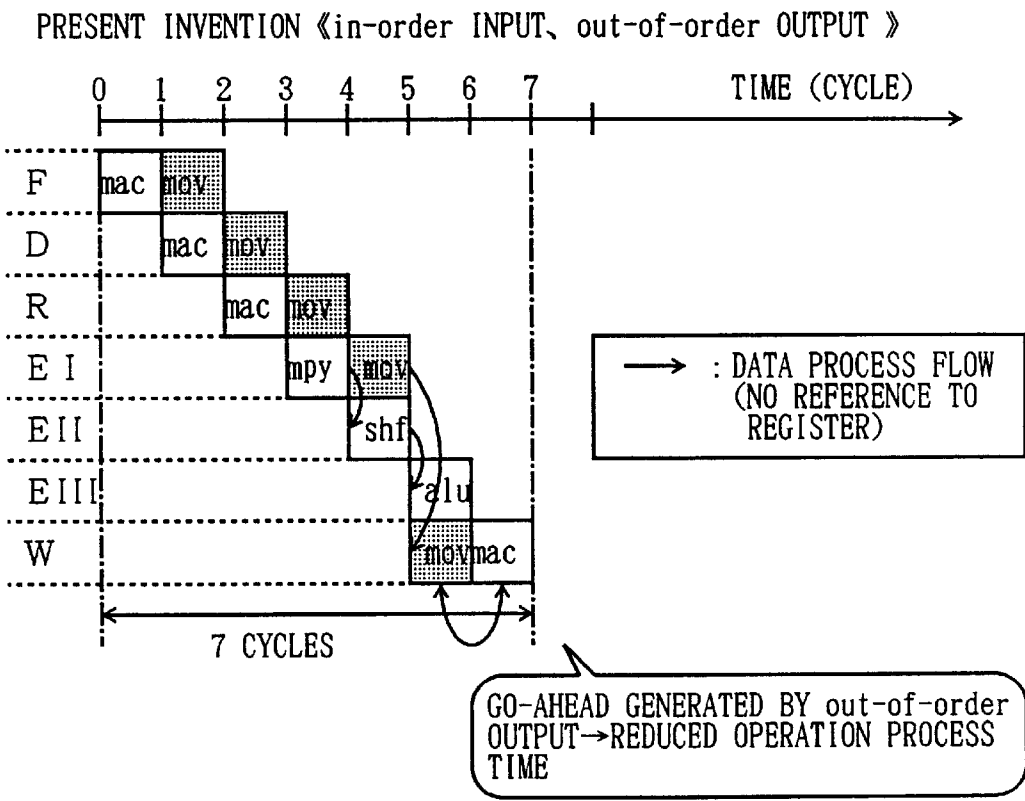 PRESENT INVENTION《in-order INPUT、out-of-order OUTPUT 》
0 1 2 3 4 5 6 7 TIME (CYCLE)
F mac mov
D mac mov
R mac mov
E I mpy mov
E II shf
E III alu
W mov mac
→ : DATA PROCESS FLOW
(NO REFERENCE TO
REGISTER)
7 CYCLES
GO-AHEAD GENERATED BY out-of-order
OUTPUT→REDUCED OPERATION PROCESS
TIME